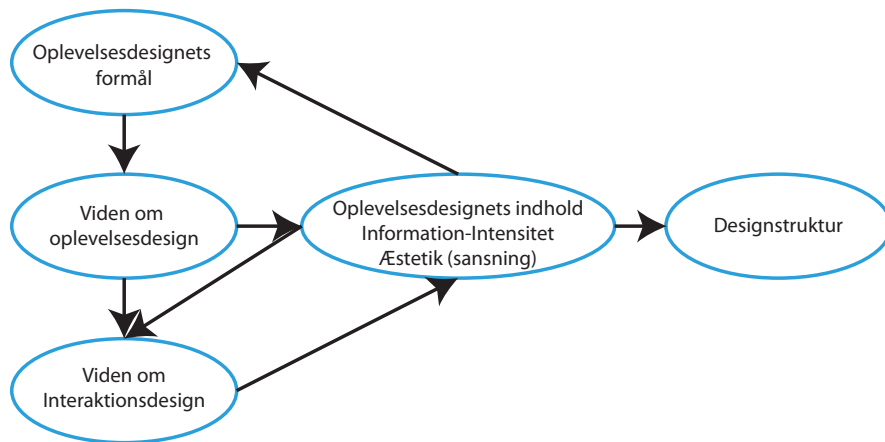 Oplevelsesdesignets
formål
Viden om
oplevelsesdesign
Oplevelsesdesignets indhold
Information-Intensitet
Æstetik (sansning)
Designstruktur
Viden om
Interaktionsdesign